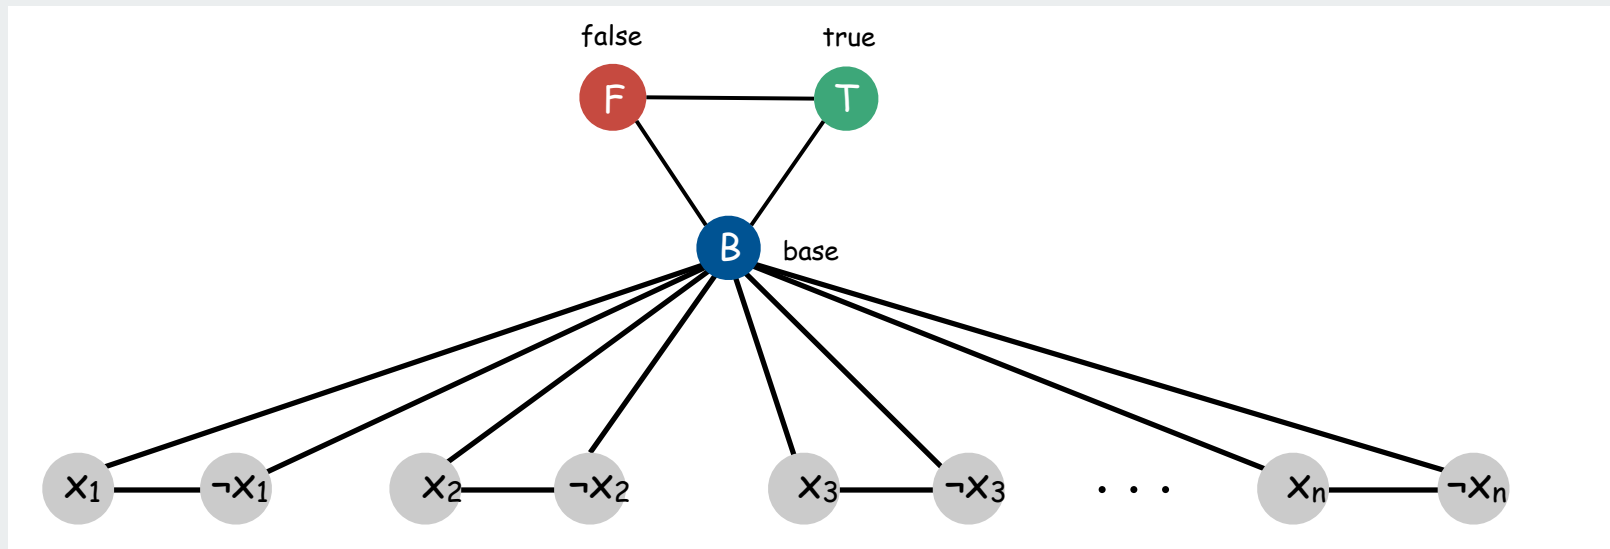 false true
F T
B base
x₁ ¬x₁ x₂ ¬x₂ x₃ ¬x₃ . . . xₙ ¬xₙ